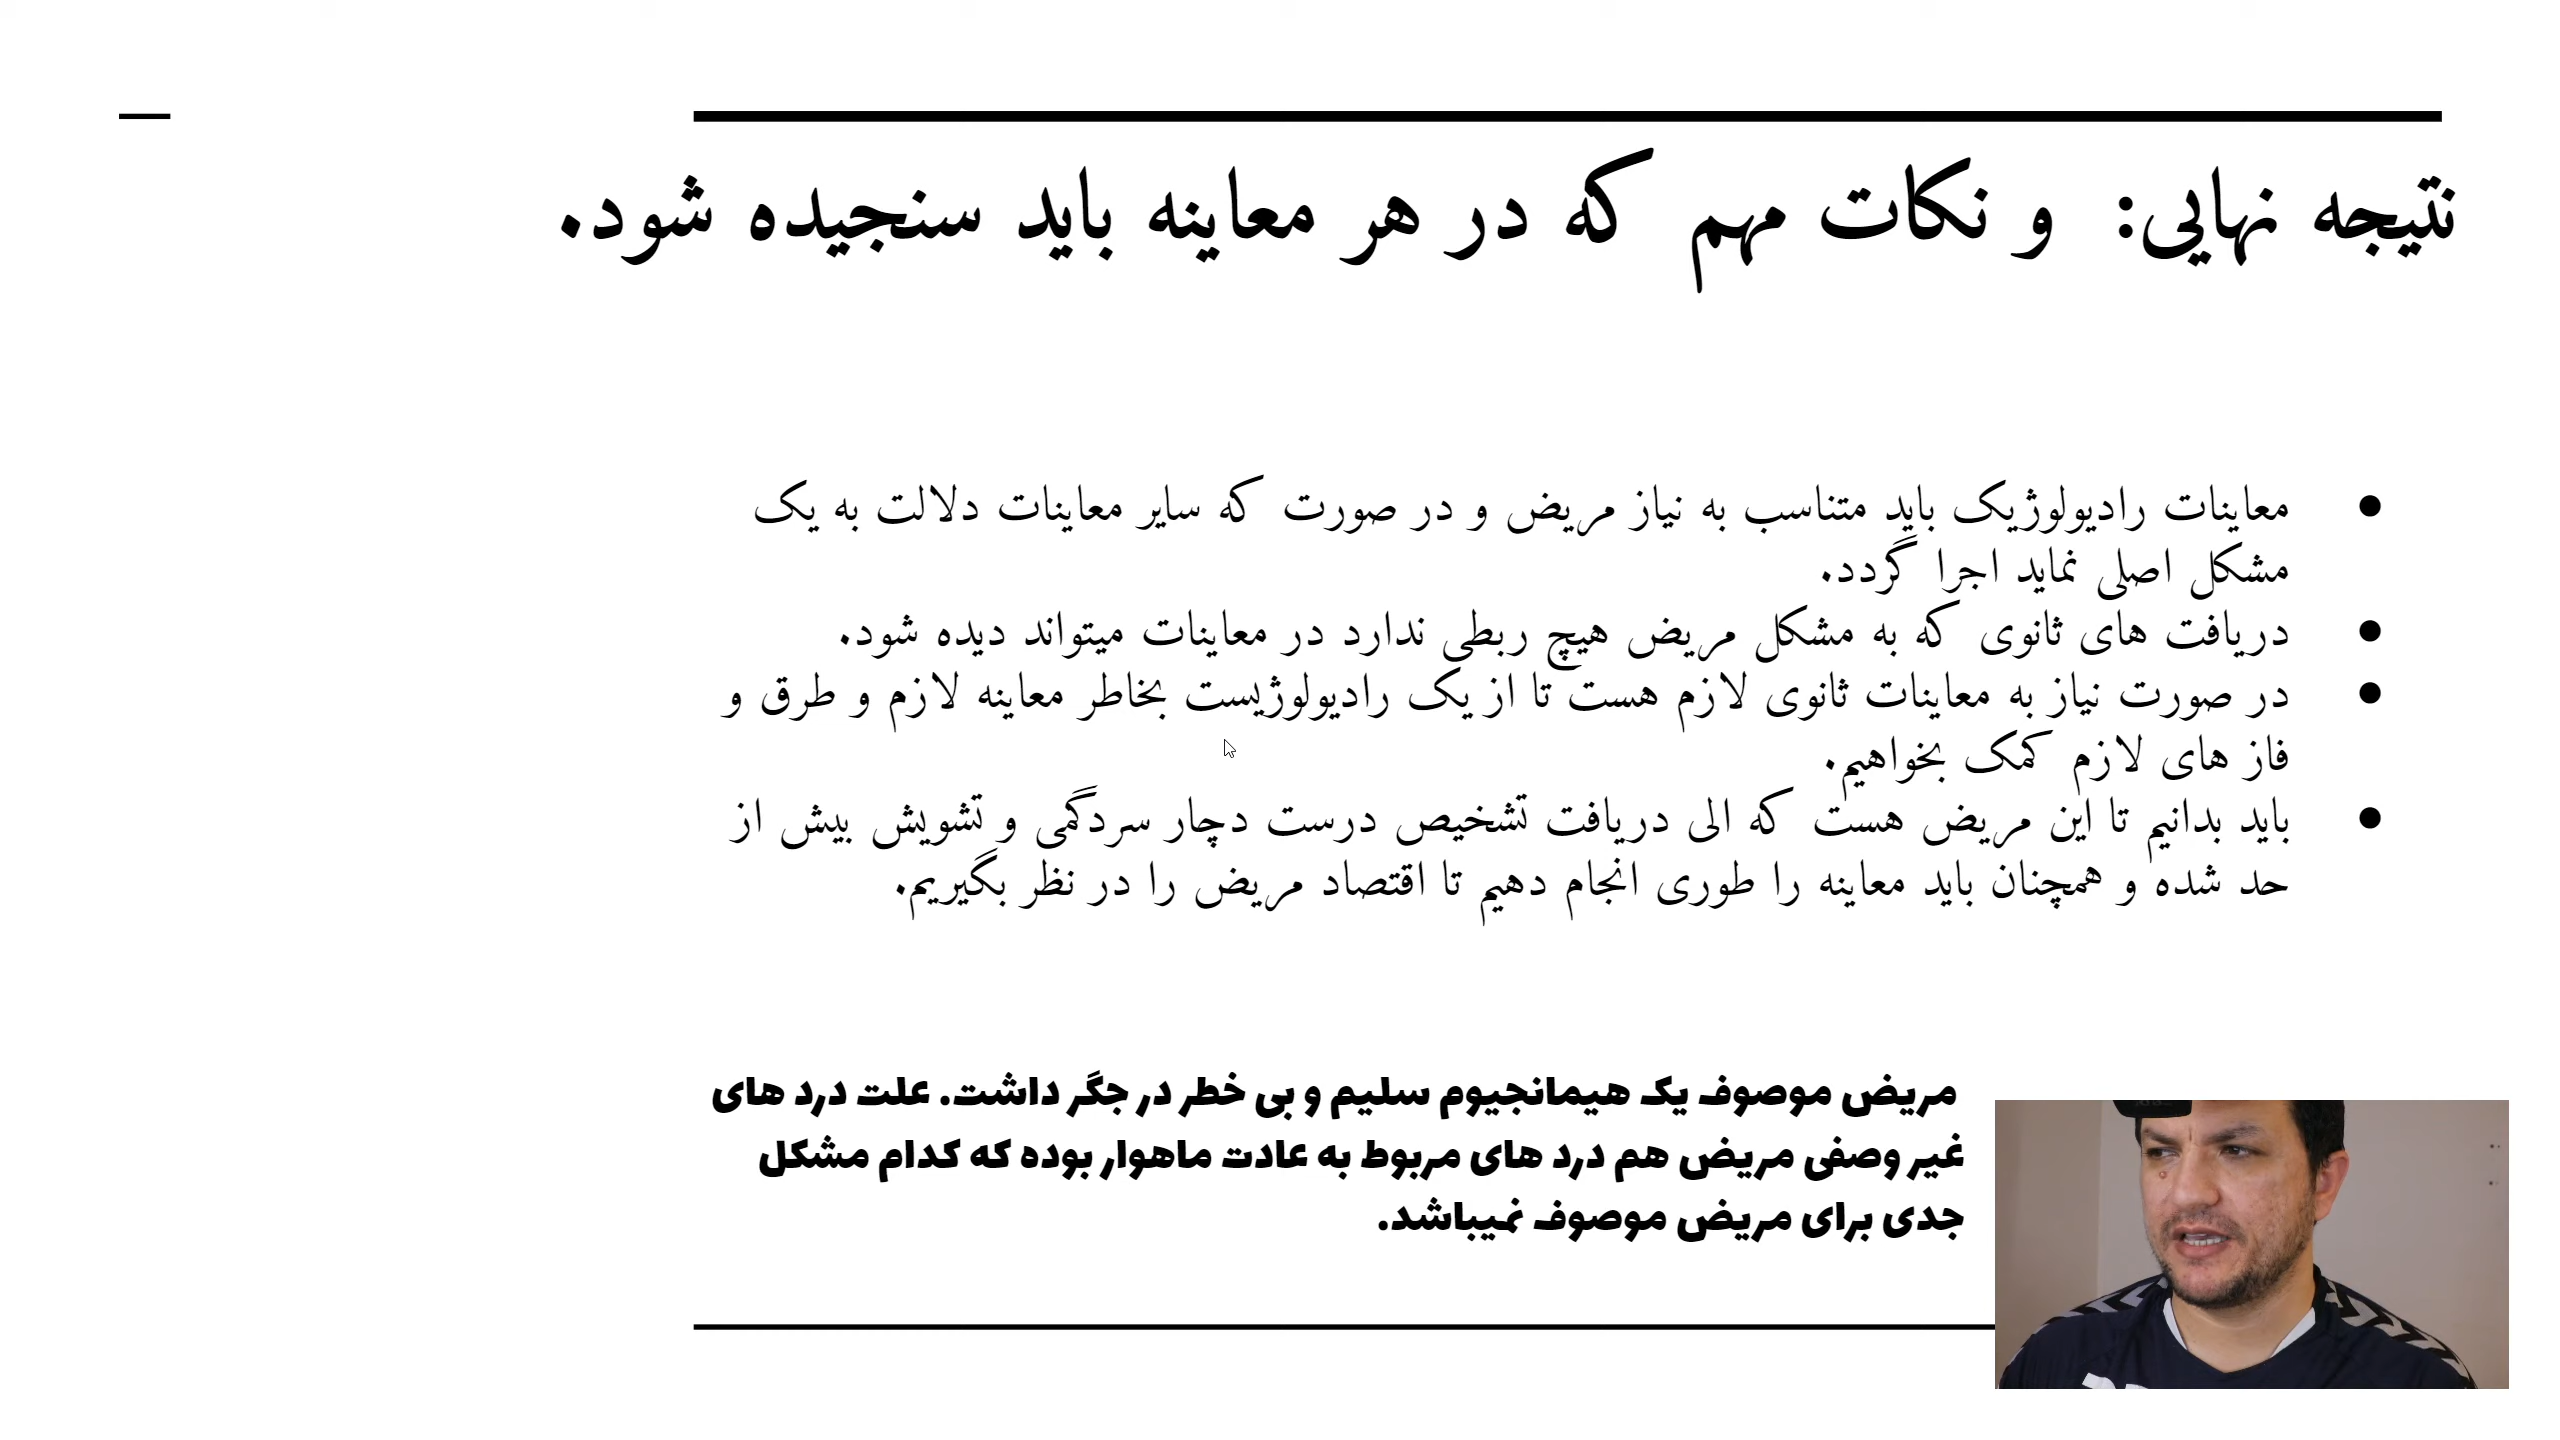 نتیجه نهایی: و نکات مهم که در هر معاینه باید سنجیده شود.
• معاینات رادیولوژیک باید متناسب به نیاز مریض و در صورت که سایر معاینات دلالت به یک
مشکل اصلی نماید اجرا گردد.
• دریافت های ثانوی که به مشکل مریض هیچ ربطی ندارد در معاینات میتواند دیده شود.
• در صورت نیاز به معاینات ثانوی لازم هست تا از یک رادیولوژیست بخاطر معاینه لازم و طرق و
فاز های لازم کمک بخواهیم.
• باید بدانیم تا این مریض هست که الی دریافت تشخیص درست دچار سردگمی و تشویش بیش از
حد شده و همچنان باید معاینه را طوری انجام دهیم تا اقتصاد مریض را در نظر بگیریم.
مریض موصوف یک هیمانجیوم سلیم و بی خطر در جگر داشت. علت درد های
غیر وصفی مریض هم درد های مربوط به عادت ماهوار بوده که کدام مشکل
جدی برای مریض موصوف نمیباشد.